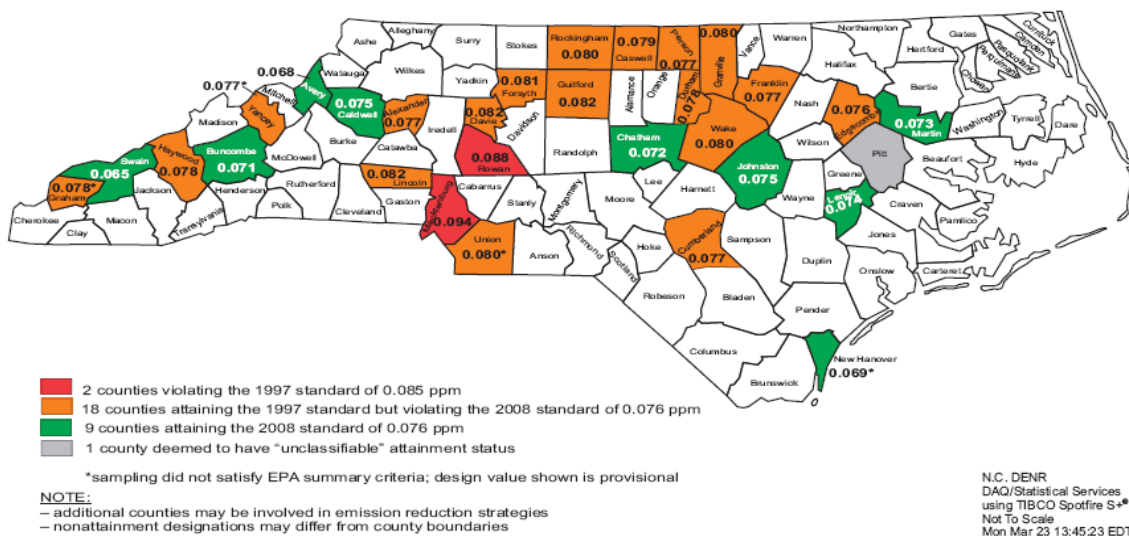 Alleghany
Ashe
Surry
Stokes
Rockingham
0.080
0.079
Caswell
Person
0.077
0.080
Granville
Vance
Warren
Northampton
Gates
Hertford
Currituck
Camden
Pasquotank
Perquimans
Chowan
Halifax
Bertie
0.068
0.077*
Watauga
Wilkes
Yadkin
0.081
Forsyth
Guilford
0.082
Alamance
Orange
Durham
0.078
Franklin
0.077
Nash
0.076
Edgecombe
0.073
Martin
Washington
Tyrrell
Dare
Mitchell
Avery
0.075
Caldwell
Alexander
0.077
Iredell
0.082
Davie
Davidson
Madison
Yancey
Burke
Catawba
Randolph
Chatham
0.072
Wake
0.080
Wilson
Pitt
Beaufort
Hyde
Swain
0.065
Haywood
0.078
Buncombe
0.071
McDowell
0.088
Rowan
Johnston
0.075
Greene
0.078*
Graham
Jackson
Henderson
Rutherford
0.082
Lincoln
Cabarrus
Lee
Harnett
Wayne
Lenoir
0.074
Craven
Pamlico
Cherokee
Clay
Macon
Transylvania
Polk
Cleveland
Gaston
Mecklenburg
0.094
Stanly
Montgomery
Moore
Cumberland
0.077
Sampson
Jones
Union
0.080*
Anson
Richmond
Scotland
Hoke
Duplin
Onslow
Carteret
Robeson
Bladen
Pender
Columbus
Brunswick
New Hanover
0.069*
2 counties violating the 1997 standard of 0.085 ppm
18 counties attaining the 1997 standard but violating the 2008 standard of 0.076 ppm
9 counties attaining the 2008 standard of 0.076 ppm
1 county deemed to have “unclassifiable” attainment status
*sampling did not satisfy EPA summary criteria; design value shown is provisional
NOTE:
– additional counties may be involved in emission reduction strategies
– nonattainment designations may differ from county boundaries
N.C. DENR
DAQ/Statistical Services
using TIBCO Spotfire S+®
Not To Scale
Mon Mar 23 13:45:23 EDT